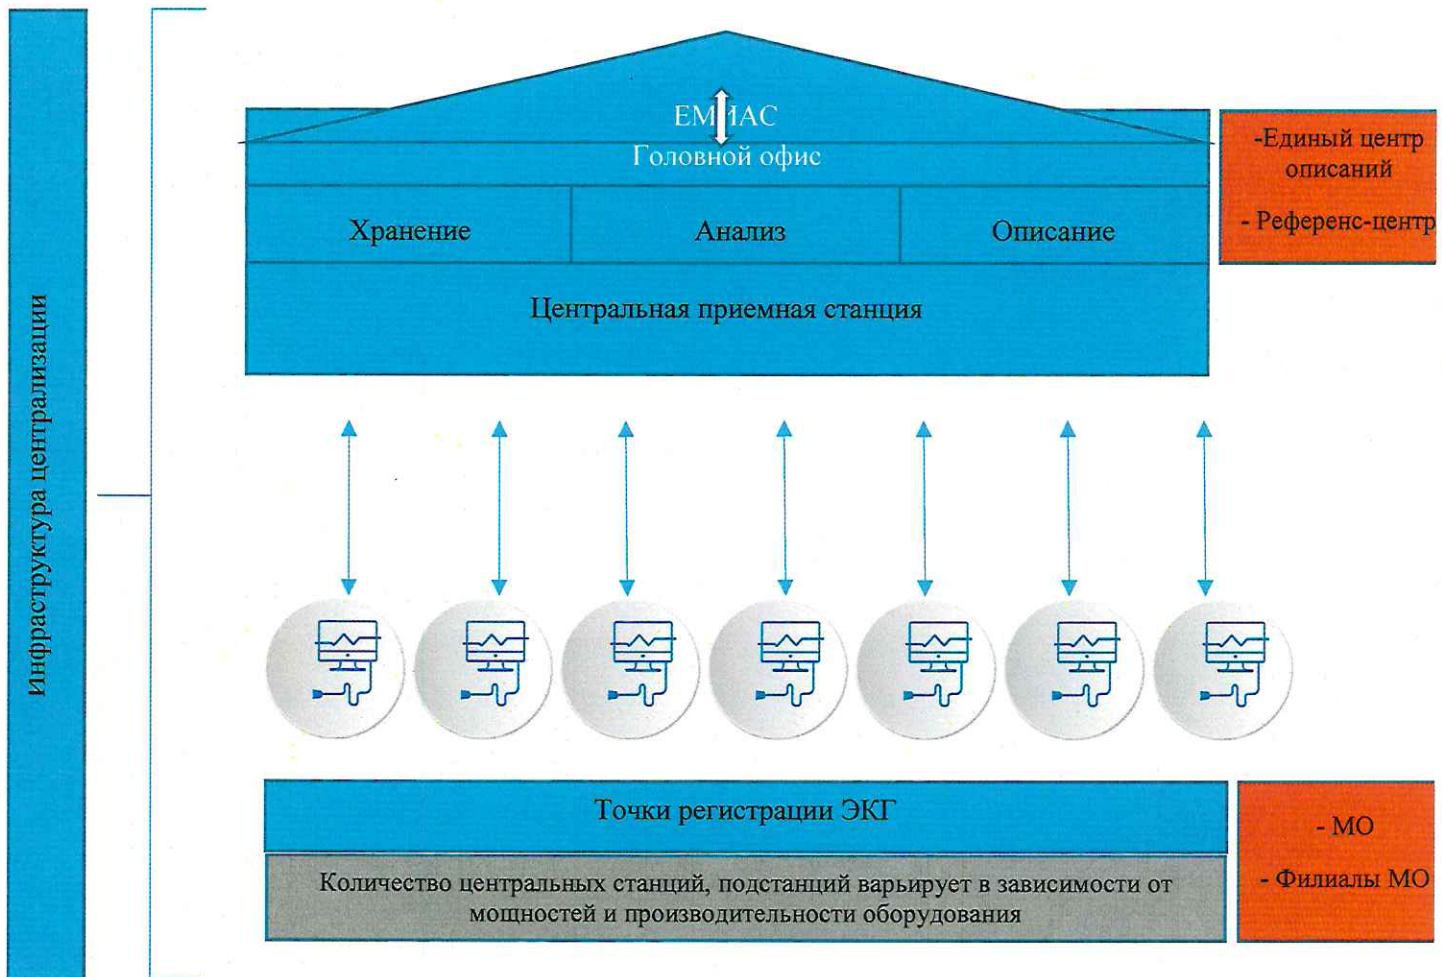 Инфраструктура централизации
ЕМИАС
Головной офис
-Единый центр
описаний
- Референс-центр
Хранение
Анализ
Описание
Центральная приемная станция
Точки регистрации ЭКГ
Количество центральных станций, подстанций варьирует в зависимости от
мощностей и производительности оборудования
- МО
- Филиалы МО